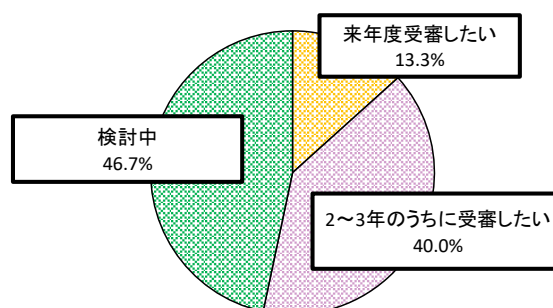 来年度受審したい
13.3%
検討中
46.7%
2～3年のうちに受審したい
40.0%